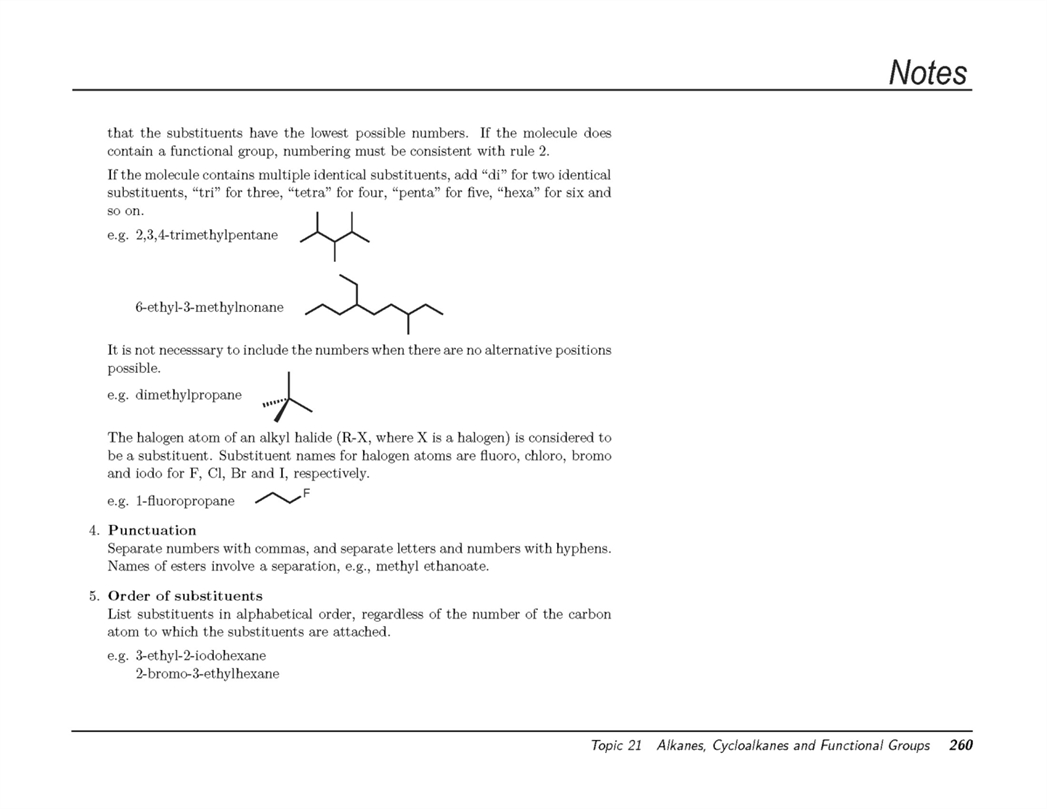 Notes
that the substituents have the lowest possible numbers. If the molecule does
contain a functional group, numbering must be consistent with rule 2.
If the molecule contains multiple identical substituents, add “di” for two identical
substituents, “tri” for three, “tetra” for four, “penta” for five, “hexa” for six and
so on.
e.g. 2,3,4-trimethylpentane
6-ethyl-3-methylnonane
It is not necesssary to include the numbers when there are no alternative positions
possible.
e.g. dimethylpropane
The halogen atom of an alkyl halide (R-X, where X is a halogen) is considered to
be a substituent. Substituent names for halogen atoms are fluoro, chloro, bromo
and iodo for F, Cl, Br and I, respectively.
e.g. 1-fluoropropane F
4. Punctuation
Separate numbers with commas, and separate letters and numbers with hyphens.
Names of esters involve a separation, e.g., methyl ethanoate.
5. Order of substituents
List substituents in alphabetical order, regardless of the number of the carbon
atom to which the substituents are attached.
e.g. 3-ethyl-2-iodohexane
2-bromo-3-ethylhexane
Topic 21 Alkanes, Cycloalkanes and Functional Groups 260